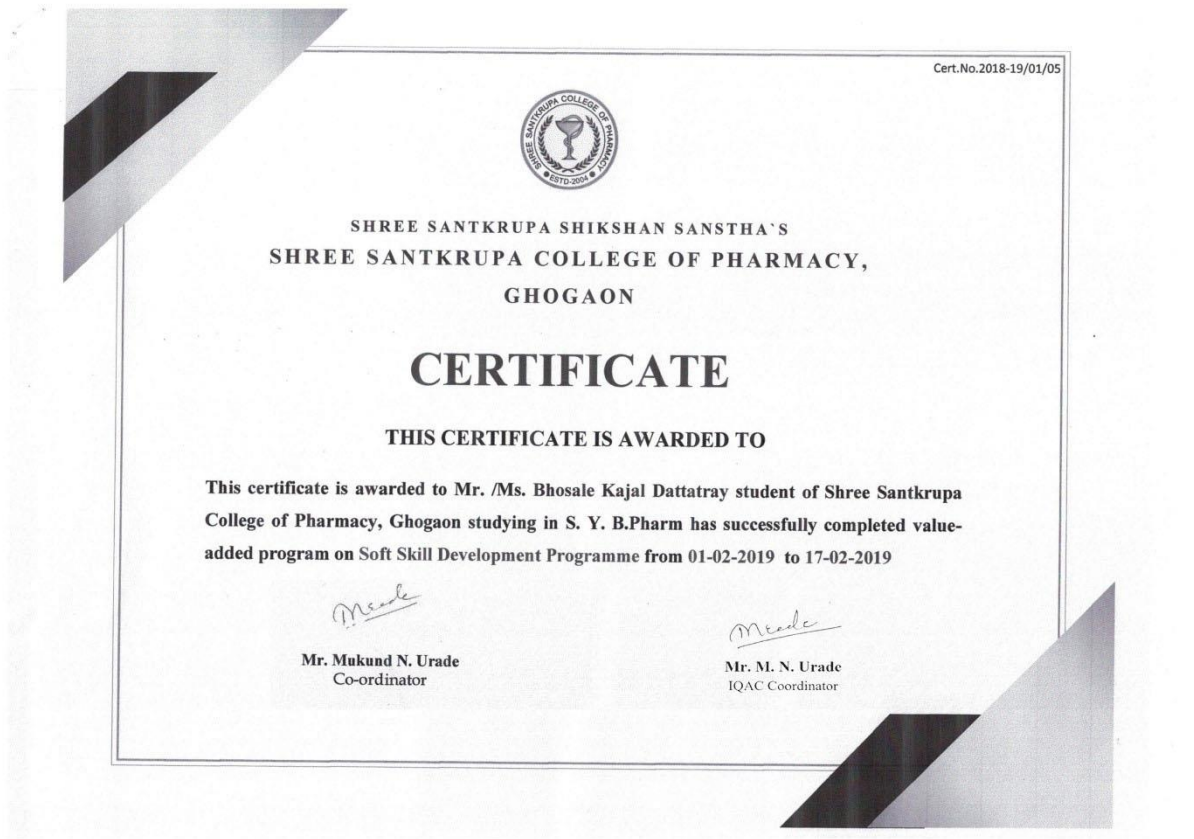 Cert.No.2018-19/01/05
SHREE SANTKRUPA COLLEGE OF PHARMACY
ESTD-2004
SHREE SANTKRUPA SHIKSHAN SANSTHA`S
SHREE SANTKRUPA COLLEGE OF PHARMACY,
GHOGAON
CERTIFICATE
THIS CERTIFICATE IS AWARDED TO
This certificate is awarded to Mr. /Ms. Bhosale Kajal Dattatray student of Shree Santkrupa
College of Pharmacy, Ghogaon studying in S. Y. B.Pharm has successfully completed value-
added program on Soft Skill Development Programme from 01-02-2019 to 17-02-2019
Mr. Mukund N. Urade
Co-ordinator
Mr. M. N. Urade
IQAC Coordinator